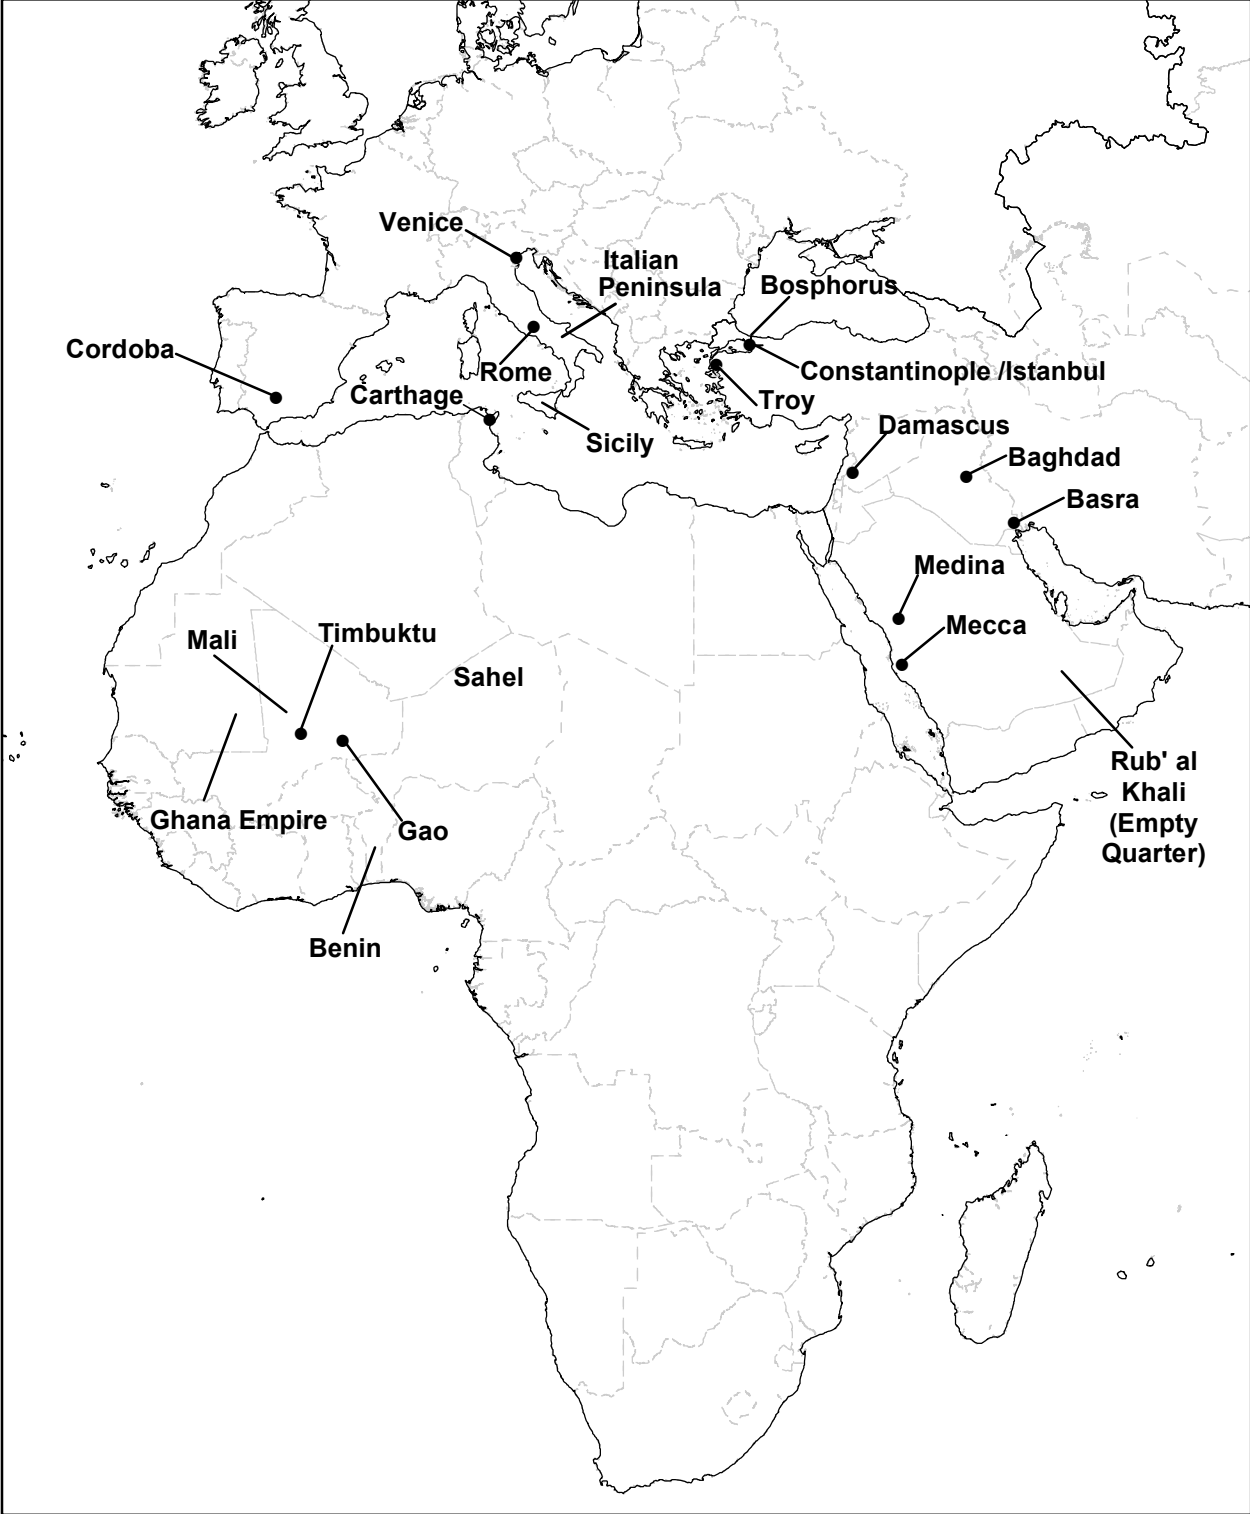 Venice
Italian
Peninsula
Bosphorus
Cordoba
Rome
Constantinople /Istanbul
Carthage
Troy
Sicily
Damascus
Baghdad
Basra
Medina
Mecca
Mali
Timbuktu
Sahel
Rub' al
Khali
(Empty
Quarter)
Ghana Empire
Gao
Benin